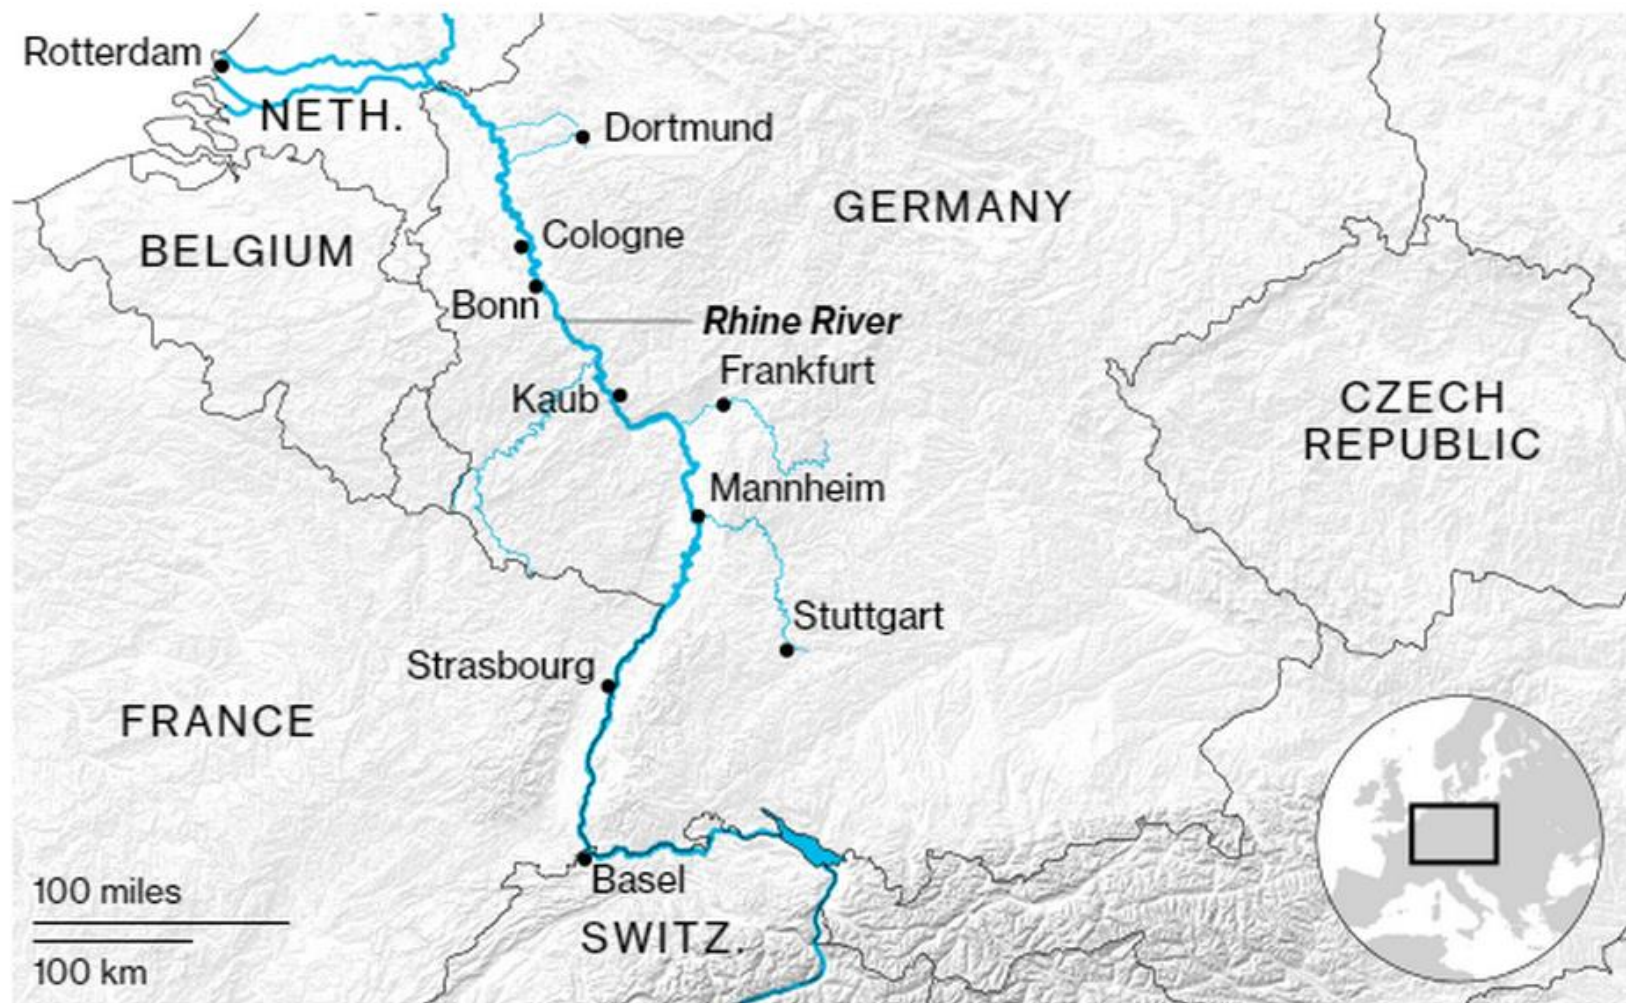 Rotterdam
NETH.
Dortmund
GERMANY
BELGIUM
Cologne
Bonn
Rhine River
Frankfurt
Kaub
CZECH
REPUBLIC
Mannheim
Stuttgart
Strasbourg
FRANCE
Basel
100 miles
SWITZ.
100 km